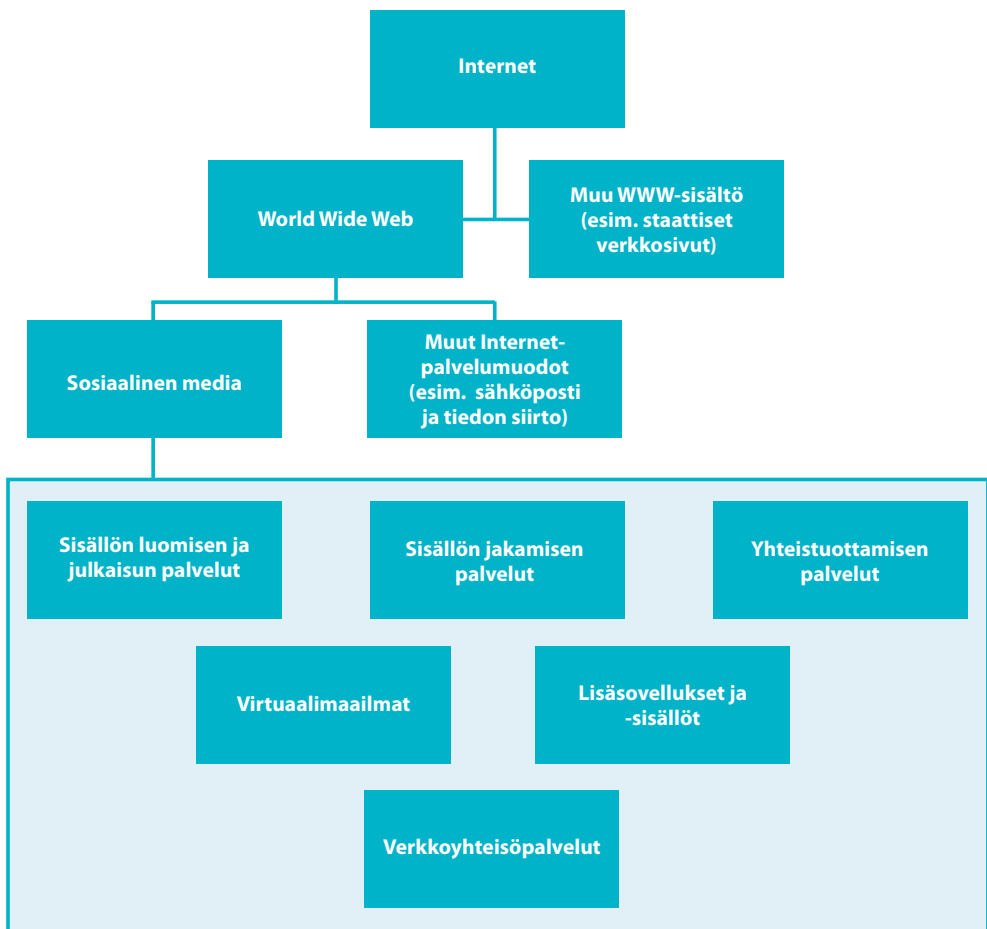 Internet
World Wide Web
Muu WWW-sisältö
(esim. staattiset
verkkosivut)
Sosiaalinen media
Muut Internet-
palvelumuodot
(esim. sähköposti
ja tiedon siirto)
Sisällön luomisen ja
julkaisun palvelut
Sisällön jakamisen
palvelut
Yhteistuottamisen
palvelut
Virtuaalimaailmat
Lisäsovellukset ja
-sisällöt
Verkkoyhteisöpalvelut